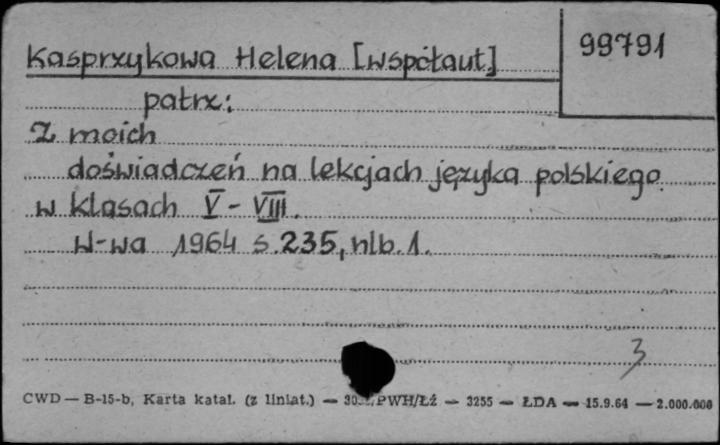 Kasprzykowa Helena [współaut.]
99791
patrz:
Z moich
doświadczeń na lekcjach języka polskiego
w klasach V - VIII.
W-wa 1964 s. 235, nlb. 1.
3
CWD — B-15-b, Karta katal. (z liniat.) — PWH/Łź — 3255 — ŁDA — 15.9.64 — 2.000.000